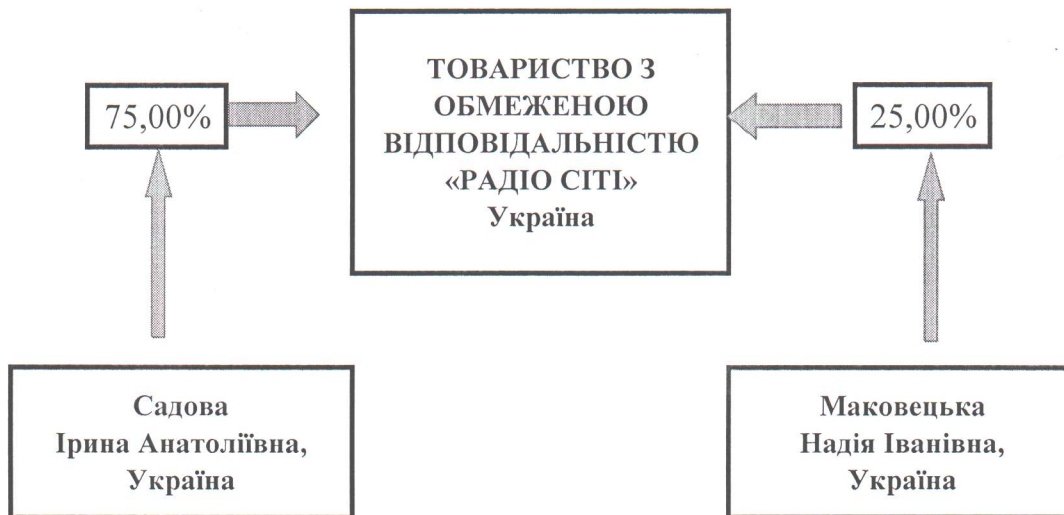 ТОВАРИСТВО З
ОБМЕЖЕНОЮ
ВІДПОВІДАЛЬНІСТЮ
«РАДІО СІТІ»
Україна
75,00%
25,00%
Садова
Ірина Анатоліївна,
Україна
Маковецька
Надія Іванівна,
Україна